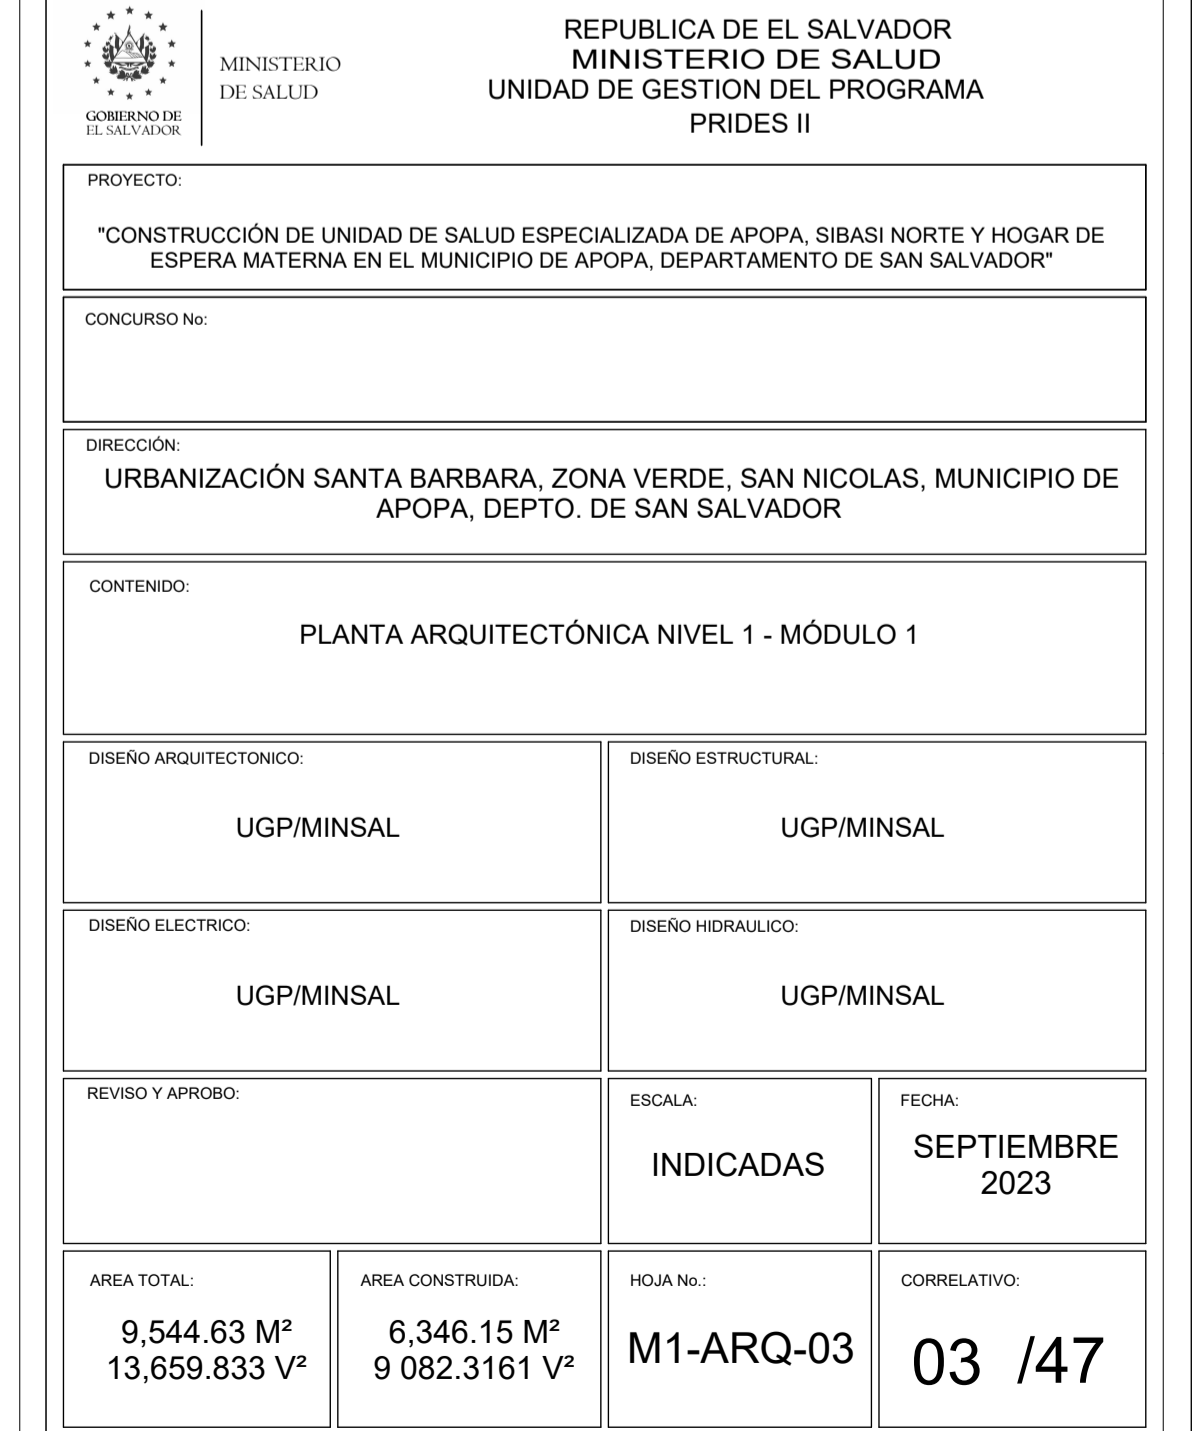 GOBIERNO DE
EL SALVADOR
MINISTERIO
DE SALUD
REPUBLICA DE EL SALVADOR
MINISTERIO DE SALUD
UNIDAD DE GESTION DEL PROGRAMA
PRIDES II
PROYECTO:
"CONSTRUCCIÓN DE UNIDAD DE SALUD ESPECIALIZADA DE APOPA, SIBASI NORTE Y HOGAR DE
ESPERA MATERNA EN EL MUNICIPIO DE APOPA, DEPARTAMENTO DE SAN SALVADOR"
CONCURSO No:
DIRECCIÓN:
URBANIZACIÓN SANTA BARBARA, ZONA VERDE, SAN NICOLAS, MUNICIPIO DE
APOPA, DEPTO. DE SAN SALVADOR
CONTENIDO:
PLANTA ARQUITECTÓNICA NIVEL 1 - MÓDULO 1
DISEÑO ARQUITECTONICO:
UGP/MINSAL
DISEÑO ESTRUCTURAL:
UGP/MINSAL
DISEÑO ELECTRICO:
UGP/MINSAL
DISEÑO HIDRAULICO:
UGP/MINSAL
REVISO Y APROBO:
ESCALA:
INDICADAS
FECHA:
SEPTIEMBRE
2023
AREA TOTAL:
9,544.63 M²
13,659.833 V²
AREA CONSTRUIDA:
6,346.15 M²
9 082.3161 V²
HOJA No.:
M1-ARQ-03
CORRELATIVO:
03 /47